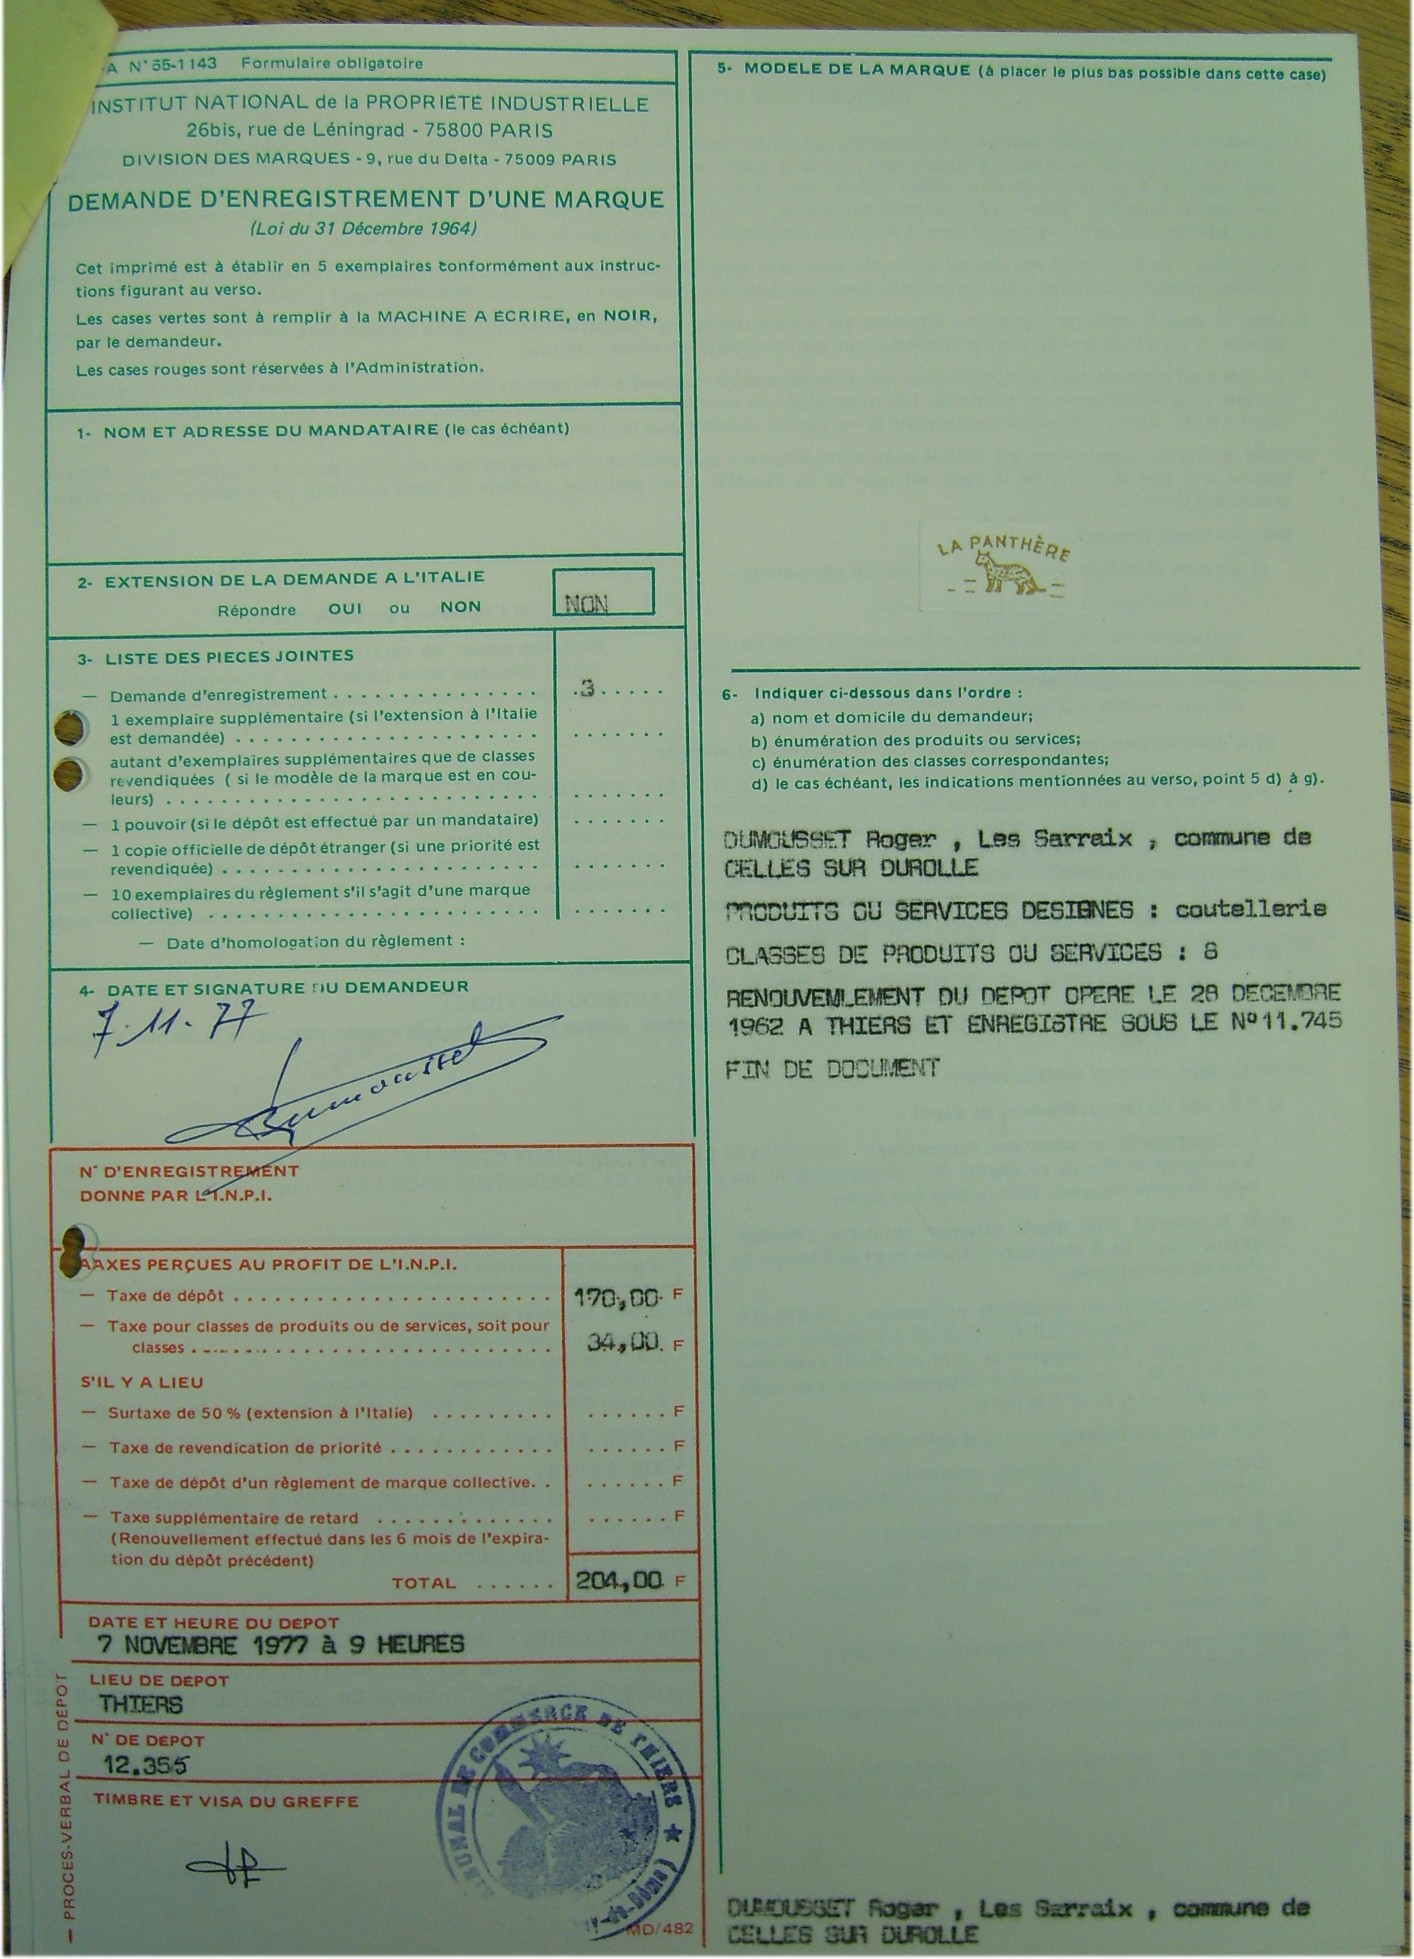 A N° 55-1143 Formulaire obligatoire
INSTITUT NATIONAL de la PROPRIÉTÉ INDUSTRIELLE
26bis, rue de Léningrad - 75800 PARIS
DIVISION DES MARQUES - 9, rue du Delta - 75009 PARIS
DEMANDE D'ENREGISTREMENT D'UNE MARQUE
(Loi du 31 Décembre 1964)
Cet imprimé est à établir en 5 exemplaires conformément aux instruc-
tions figurant au verso.
Les cases vertes sont à remplir à la MACHINE A ÉCRIRE, en NOIR,
par le demandeur.
Les cases rouges sont réservées à l'Administration.
1- NOM ET ADRESSE DU MANDATAIRE (le cas échéant)
2- EXTENSION DE LA DEMANDE A L'ITALIE
Répondre OUI ou NON
NON
3- LISTE DES PIECES JOINTES
— Demande d'enregistrement . . . . . . . . . . . . . . . . 3 . . . . .
1 exemplaire supplémentaire (si l'extension à l'Italie
est demandée) . . . . . . . . . . . . . . . . . . . . . .
autant d'exemplaires supplémentaires que de classes
revendiquées ( si le modèle de la marque est en cou-
leurs) . . . . . . . . . . . . . . . . . . . . . . . . . .
— 1 pouvoir (si le dépôt est effectué par un mandataire)
— 1 copie officielle de dépôt étranger (si une priorité est
revendiquée) . . . . . . . . . . . . . . . . . . . . . . .
— 10 exemplaires du règlement s'il s'agit d'une marque
collective) . . . . . . . . . . . . . . . . . . . . . . . .
— Date d'homologation du règlement :
4- DATE ET SIGNATURE DU DEMANDEUR
7.11.77
Dumousset
N° D'ENREGISTREMENT
DONNÉ PAR L'I.N.P.I.
AAXES PERÇUES AU PROFIT DE L'I.N.P.I.
— Taxe de dépôt . . . . . . . . . . . . . . . . . . . . . . . 170,00 F
— Taxe pour classes de produits ou de services, soit pour
classes . . . . . . . . . . . . . . . . . . . . . . . . . . 34,00. F
S'IL Y A LIEU
— Surtaxe de 50 % (extension à l'Italie) . . . . . . . . . . . . . . . F
— Taxe de revendication de priorité . . . . . . . . . . . . . . . . . . F
— Taxe de dépôt d'un règlement de marque collective. . . . . . . . F
— Taxe supplémentaire de retard . . . . . . . . . . . . . . . . . . . F
(Renouvellement effectué dans les 6 mois de l'expira-
tion du dépôt précédent)
TOTAL . . . . . . 204,00 F
DATE ET HEURE DU DÉPOT
7 NOVEMBRE 1977 à 9 HEURES
LIEU DE DÉPOT
THIERS
N° DE DÉPOT
12.355
TIMBRE ET VISA DU GREFFE
— PROCES-VERBAL DE DÉPOT
COMMERCE DE THIERS
MD/482
5- MODELE DE LA MARQUE (à placer le plus bas possible dans cette case)
LA PANTHÈRE
6- Indiquer ci-dessous dans l'ordre :
a) nom et domicile du demandeur;
b) énumération des produits ou services;
c) énumération des classes correspondantes;
d) le cas échéant, les indications mentionnées au verso, point 5 d) à g).
DUMOUSSET Roger , Les Sarraix , commune de
CELLES SUR DUROLLE
PRODUITS OU SERVICES DESIGNES : coutellerie
CLASSES DE PRODUITS OU SERVICES : 8
RENOUVEMLEMENT DU DEPOT OPERE LE 28 DECEMBRE
1962 A THIERS ET ENREGISTRE SOUS LE Nº11.745
FIN DE DOCUMENT
DUMOUSSET Roger , Les Sarraix , commune de
CELLES SUR DUROLLE